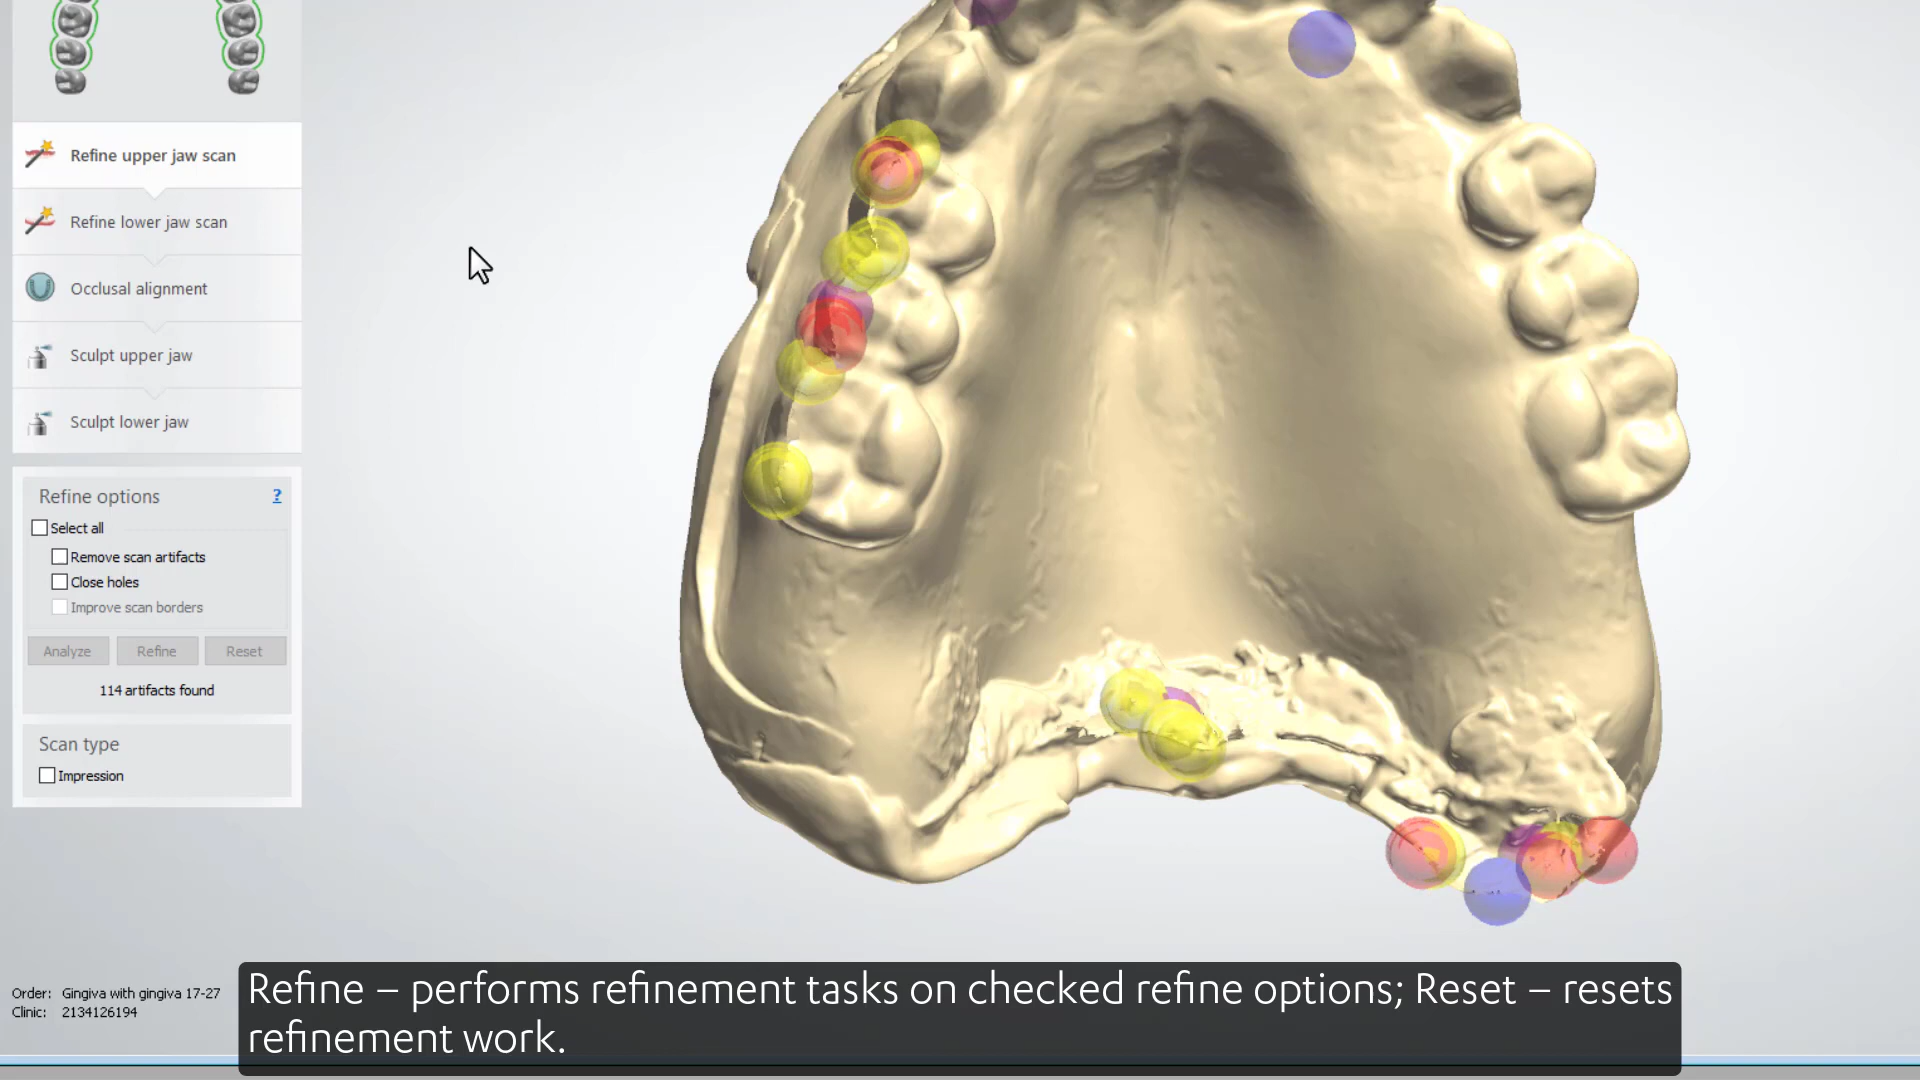 Refine upper jaw scan
Refine lower jaw scan
Occlusal alignment
Sculpt upper jaw
Sculpt lower jaw
Refine options ?
Select all
Remove scan artifacts
Close holes
Improve scan borders
Analyze Refine Reset
114 artifacts found
Scan type
Impression
Order: Gingiva with gingiva 17-27
Clinic: 2134126194
Refine – performs refinement tasks on checked refine options; Reset – resets
refinement work.